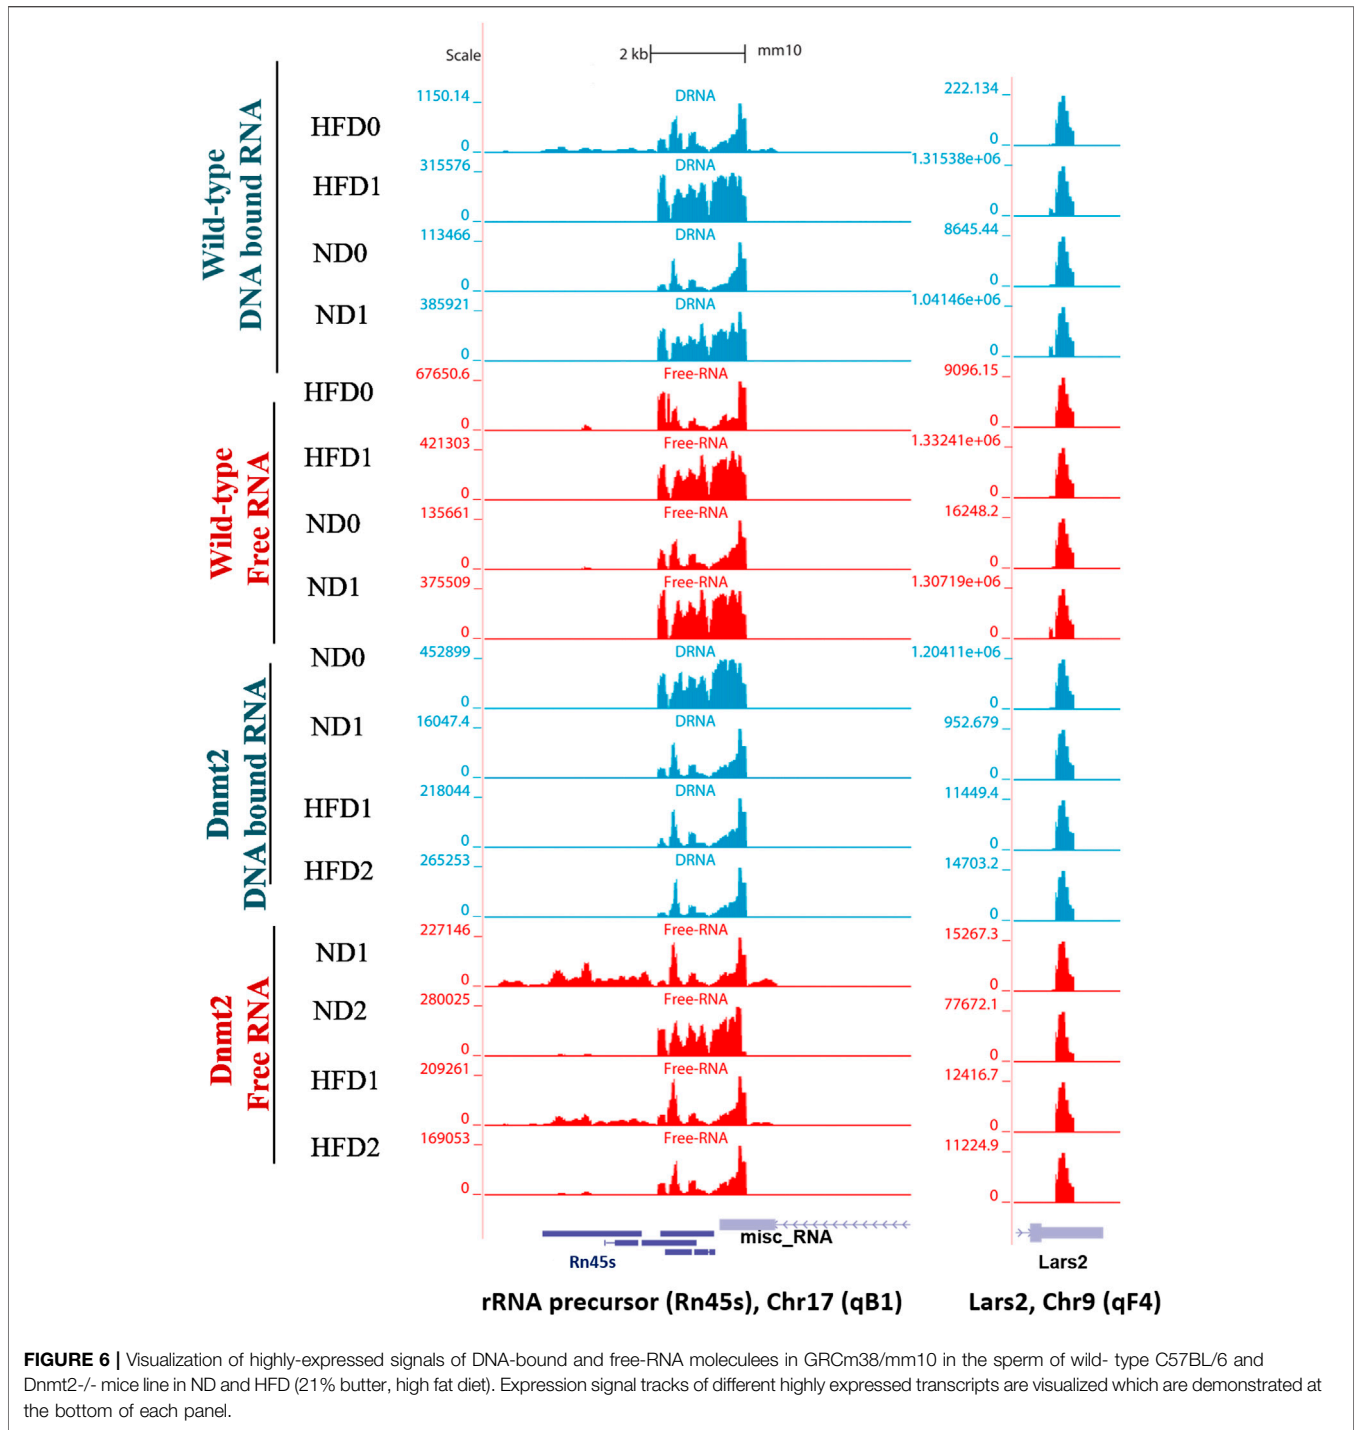 Scale 2 kb mm10
Wild-type
DNA bound RNA
HFD0 1150.14 DRNA 0 222.134 0
HFD1 315576 DRNA 0 1.31538e+06 0
ND0 113466 DRNA 0 8645.44 0
ND1 385921 DRNA 0 1.04146e+06 0
Wild-type
Free RNA
HFD0 67650.6 Free-RNA 0 9096.15 0
HFD1 421303 Free-RNA 0 1.33241e+06 0
ND0 135661 Free-RNA 0 16248.2 0
ND1 375509 Free-RNA 0 1.30719e+06 0
Dnmt2
DNA bound RNA
ND0 452899 DRNA 0 1.20411e+06 0
ND1 16047.4 DRNA 0 952.679 0
HFD1 218044 DRNA 0 11449.4 0
HFD2 265253 DRNA 0 14703.2 0
Dnmt2
Free RNA
ND1 227146 Free-RNA 0 15267.3 0
ND2 280025 Free-RNA 0 77672.1 0
HFD1 209261 Free-RNA 0 12416.7 0
HFD2 169053 Free-RNA 0 11224.9 0
misc_RNA
Rn45s Lars2
rRNA precursor (Rn45s), Chr17 (qB1) Lars2, Chr9 (qF4)
FIGURE 6 | Visualization of highly-expressed signals of DNA-bound and free-RNA moleculees in GRCm38/mm10 in the sperm of wild- type C57BL/6 and
Dnmt2-/- mice line in ND and HFD (21% butter, high fat diet). Expression signal tracks of different highly expressed transcripts are visualized which are demonstrated at
the bottom of each panel.